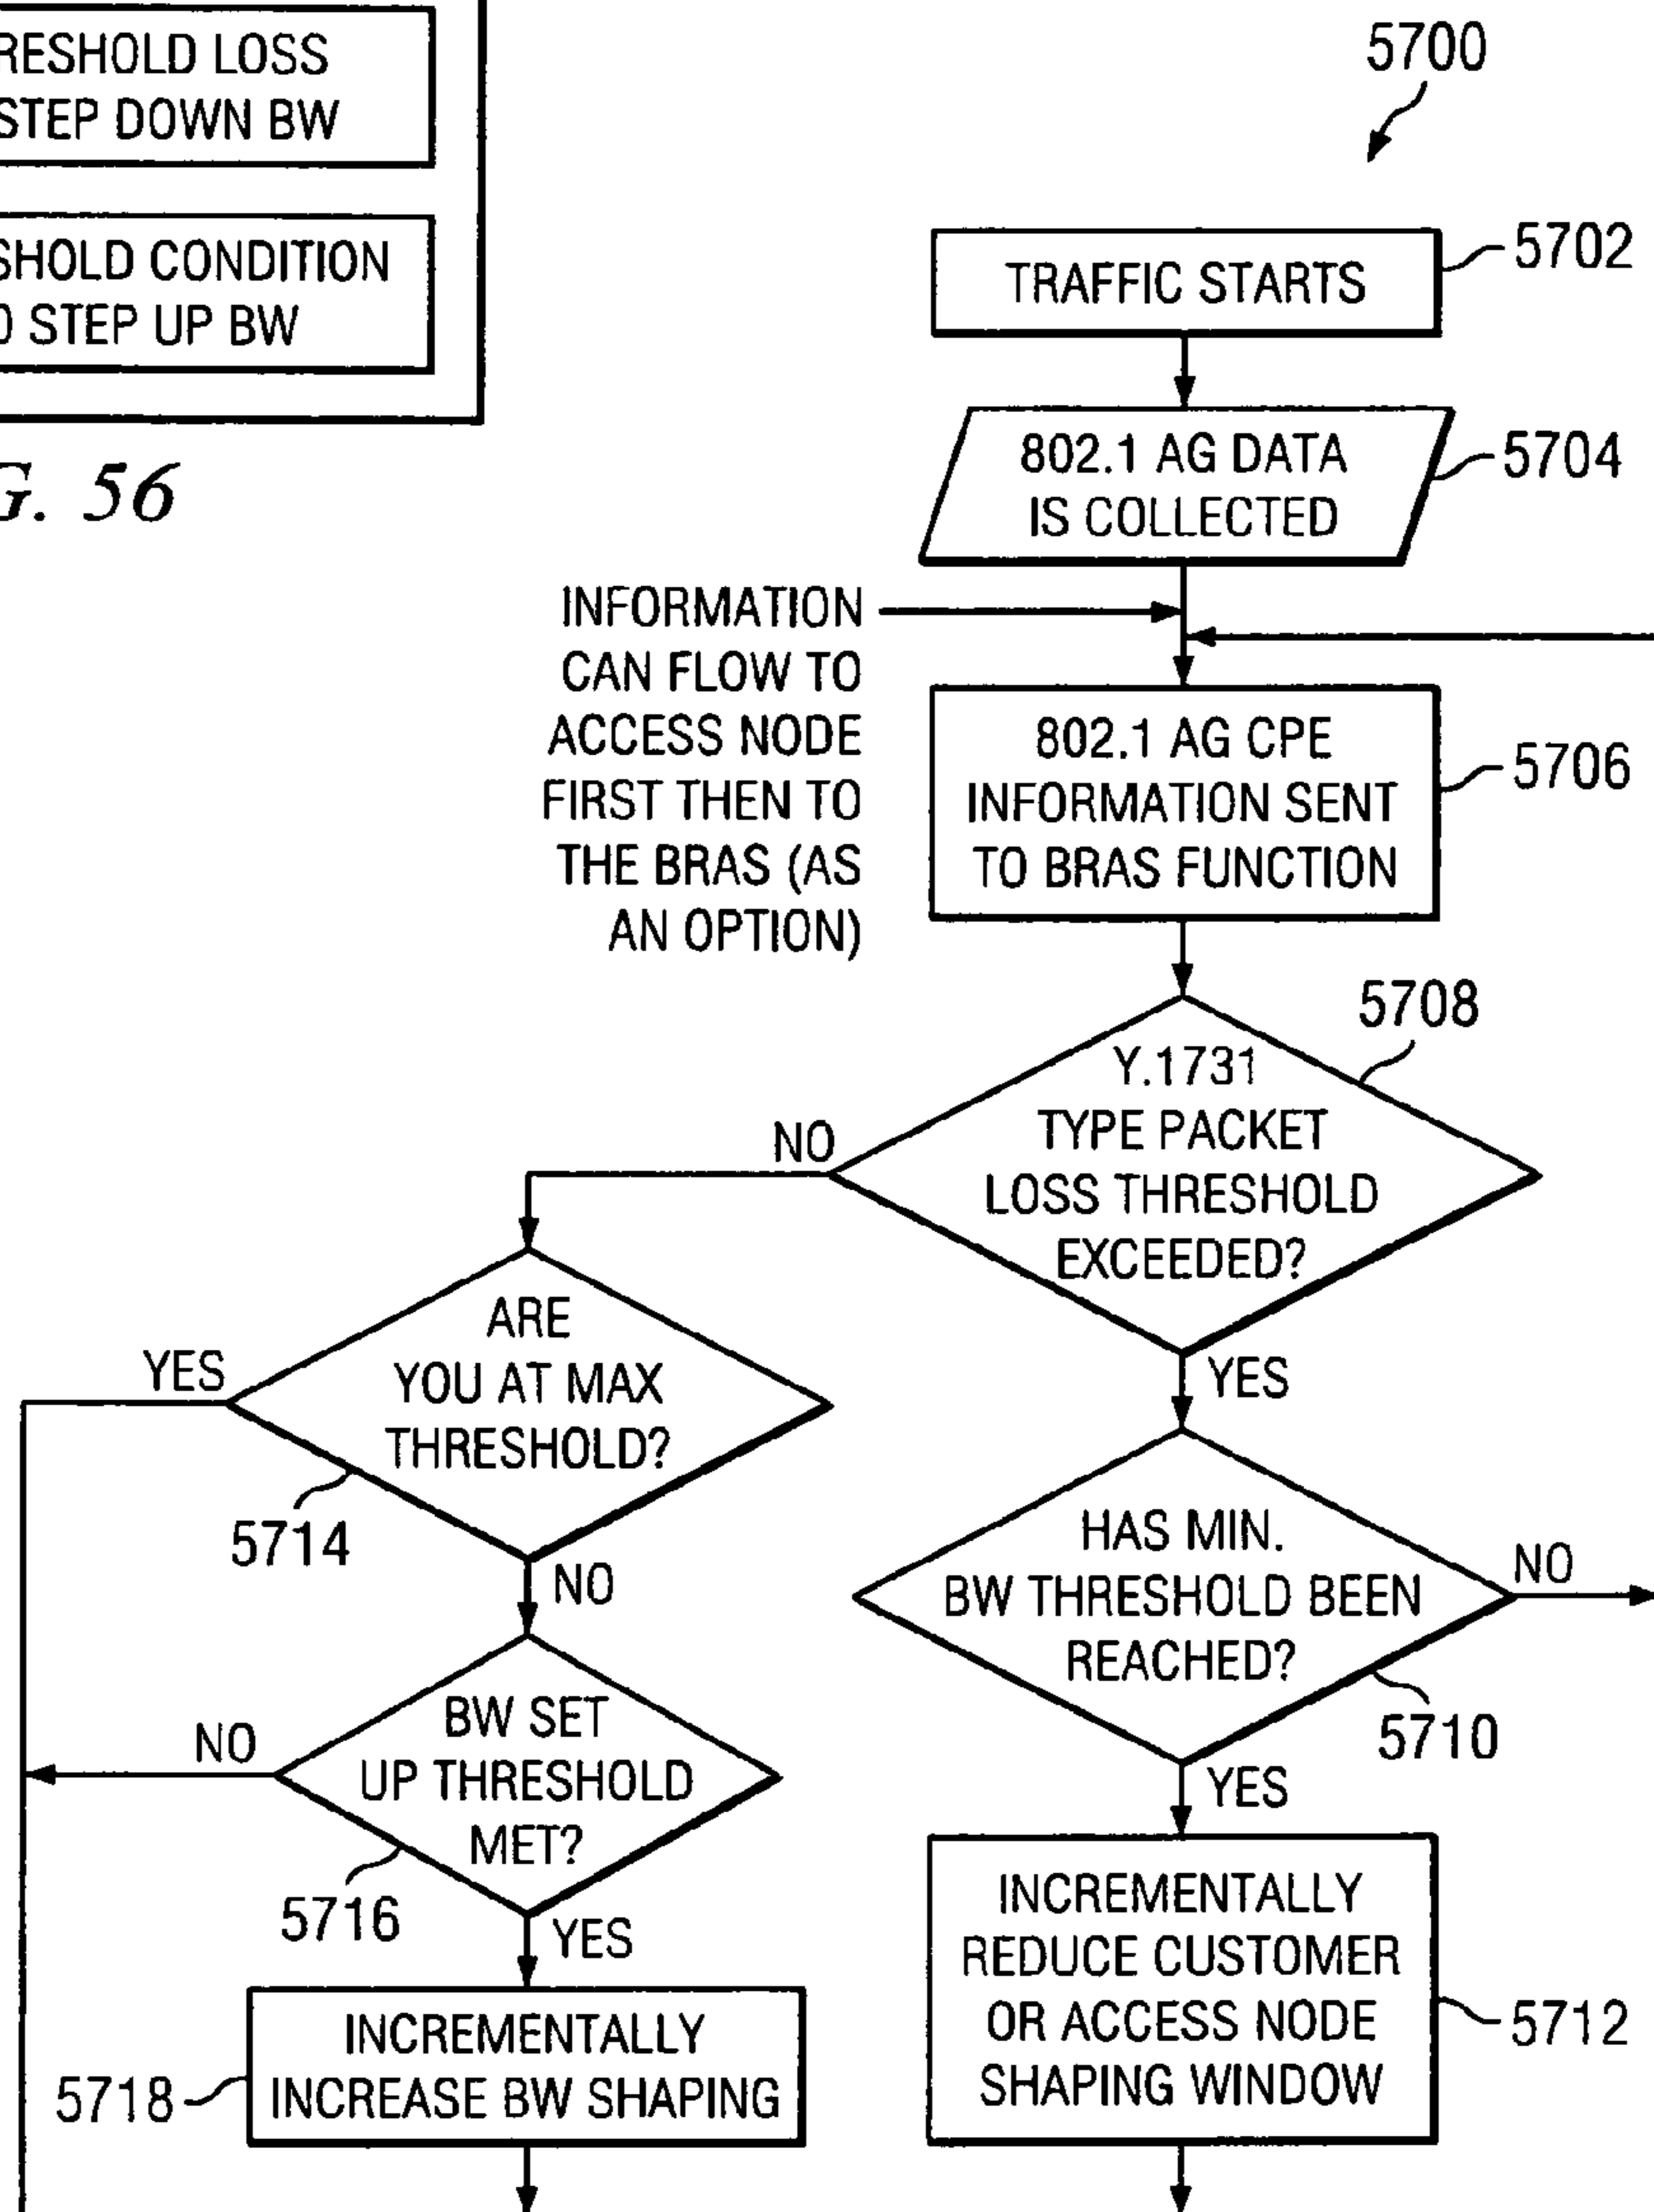 RESHOLD LOSS
STEP DOWN BW
SHOLD CONDITION
STEP UP BW
G. 56
5700
TRAFFIC STARTS
5702
802.1 AG DATA
IS COLLECTED
5704
INFORMATION
CAN FLOW TO
ACCESS NODE
FIRST THEN TO
THE BRAS (AS
AN OPTION)
802.1 AG CPE
INFORMATION SENT
TO BRAS FUNCTION
5706
5708
Y.1731
TYPE PACKET
LOSS THRESHOLD
EXCEEDED?
NO
YES
ARE
YOU AT MAX
THRESHOLD?
YES
5714
NO
HAS MIN.
BW THRESHOLD BEEN
REACHED?
NO
5710
YES
BW SET
UP THRESHOLD
MET?
NO
5716
YES
INCREMENTALLY
REDUCE CUSTOMER
OR ACCESS NODE
SHAPING WINDOW
5712
INCREMENTALLY
INCREASE BW SHAPING
5718